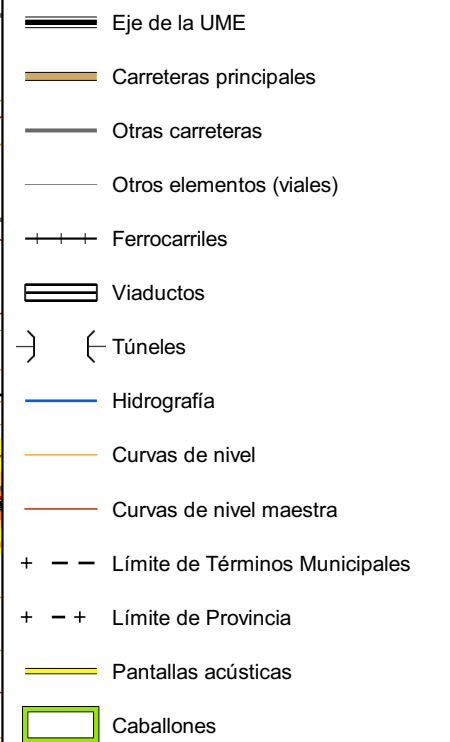 Eje de la UME
Carreteras principales
Otras carreteras
Otros elementos (viales)
Ferrocarriles
Viaductos
Túneles
Hidrografía
Curvas de nivel
Curvas de nivel maestra
Límite de Términos Municipales
Límite de Provincia
Pantallas acústicas
Caballones